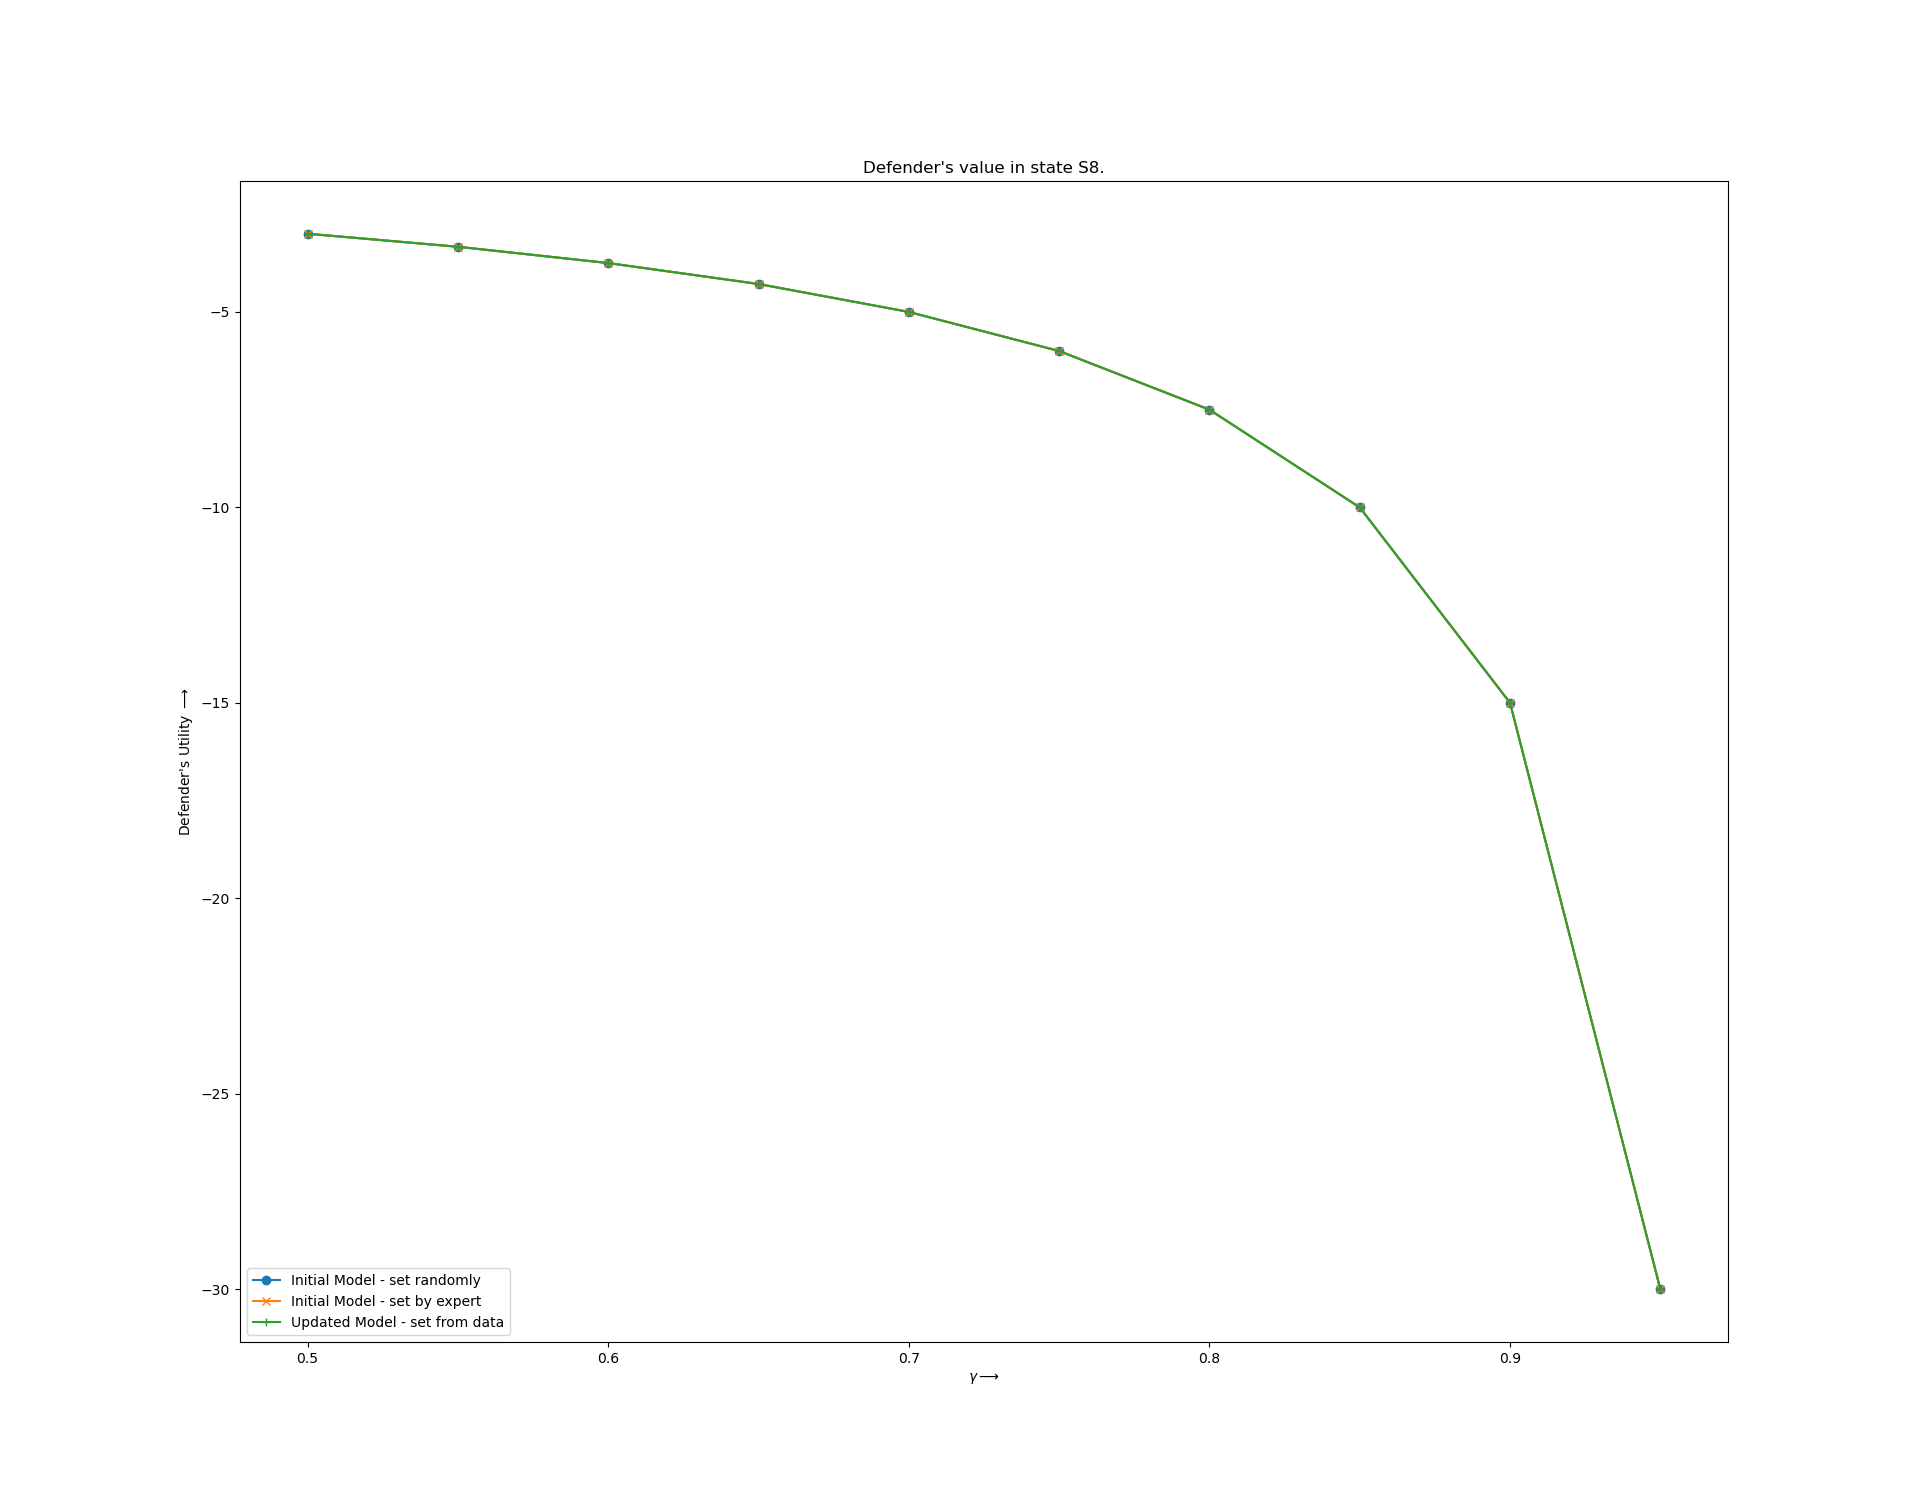 Defender's value in state S8.
−5
−10
−15
−20
−25
−30
Defender's Utility ⟶
Initial Model - set randomly
Initial Model - set by expert
Updated Model - set from data
0.5 0.6 0.7 0.8 0.9
γ⟶